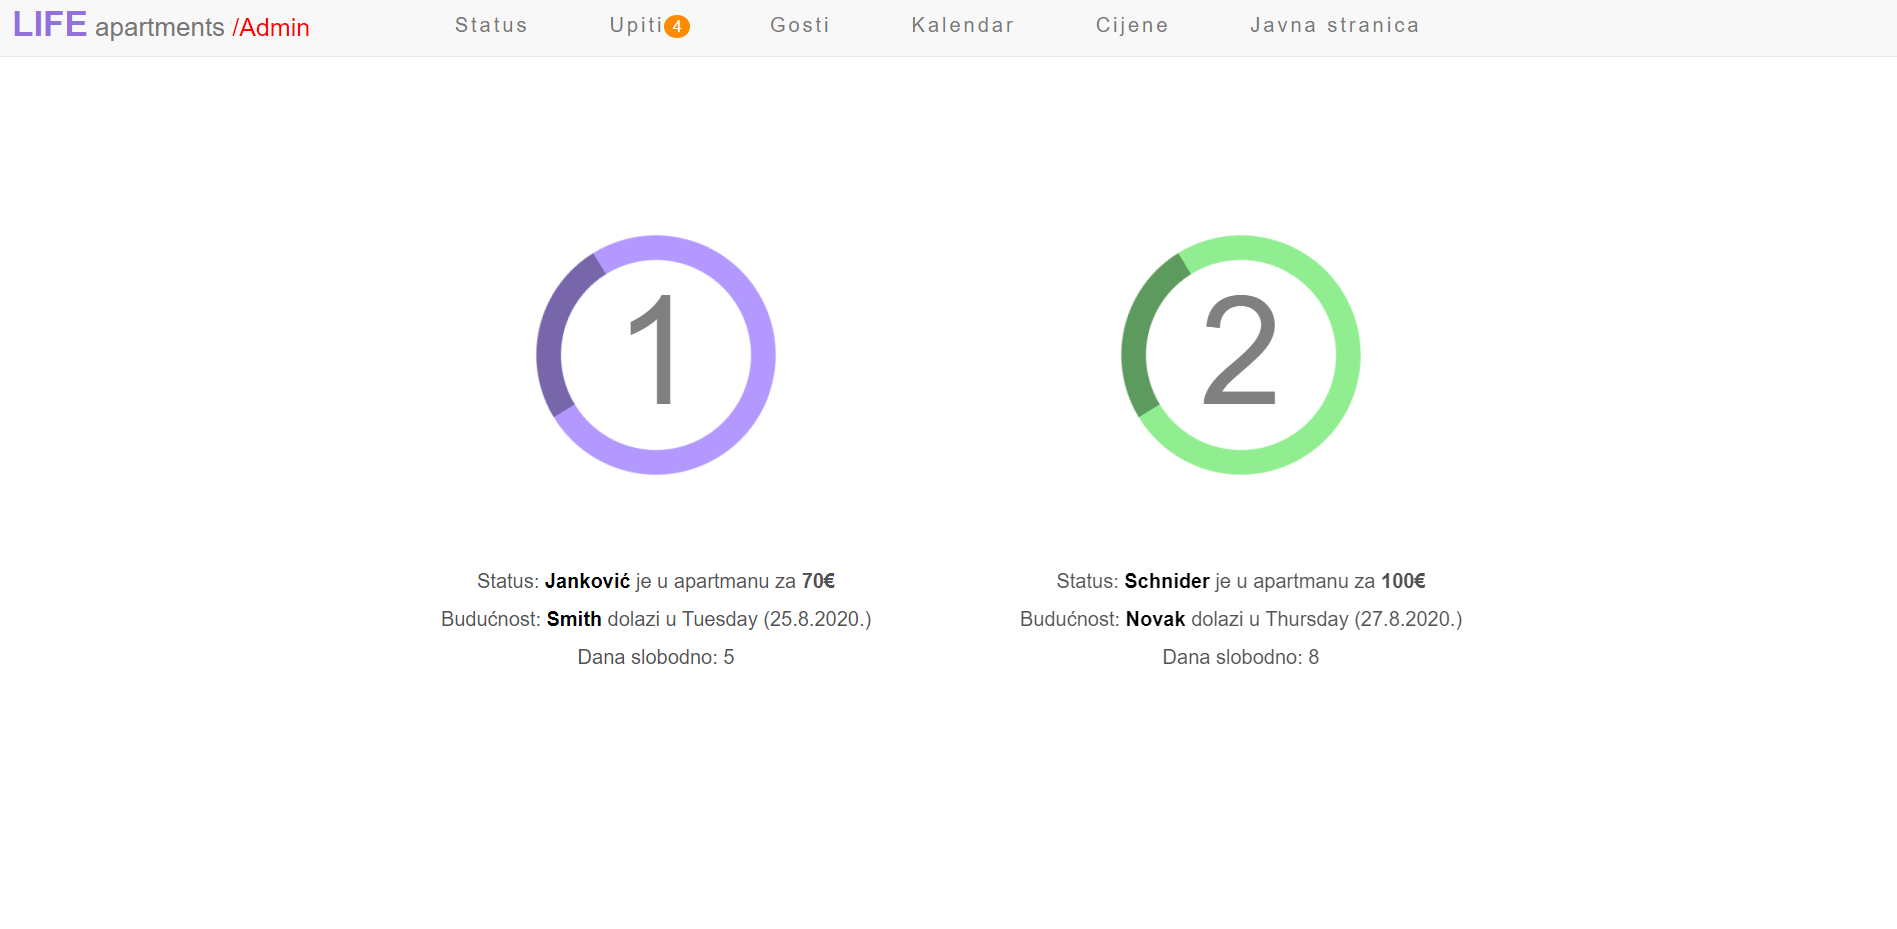 LIFE apartments /Admin Status Upiti 4 Gosti Kalendar Cijene Javna stranica
1
2
Status: Janković je u apartmanu za 70€
Budućnost: Smith dolazi u Tuesday (25.8.2020.)
Dana slobodno: 5
Status: Schnider je u apartmanu za 100€
Budućnost: Novak dolazi u Thursday (27.8.2020.)
Dana slobodno: 8